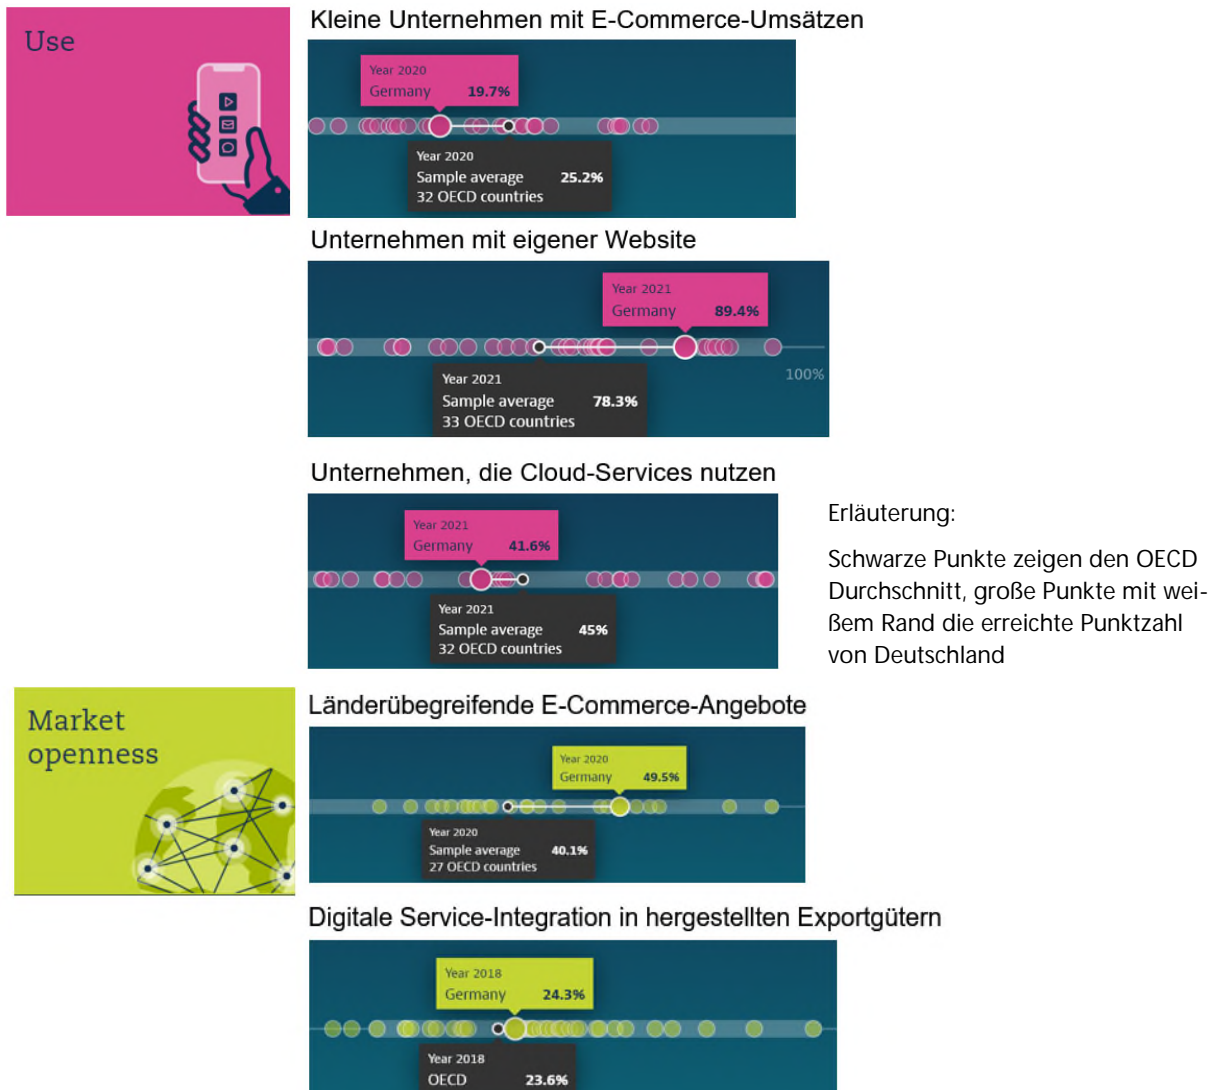 Use
Kleine Unternehmen mit E-Commerce-Umsätzen
Year 2020
Germany 19.7%
Year 2020
Sample average 25.2%
32 OECD countries
Unternehmen mit eigener Website
Year 2021
Germany 89.4%
100%
Year 2021
Sample average 78.3%
33 OECD countries
Unternehmen, die Cloud-Services nutzen
Year 2021
Germany 41.6%
Year 2021
Sample average 45%
32 OECD countries
Erläuterung:
Schwarze Punkte zeigen den OECD
Durchschnitt, große Punkte mit wei-
ßem Rand die erreichte Punktzahl
von Deutschland
Market
openness
Länderübegreifende E-Commerce-Angebote
Year 2020
Germany 49.5%
Year 2020
Sample average 40.1%
27 OECD countries
Digitale Service-Integration in hergestellten Exportgütern
Year 2018
Germany 24.3%
Year 2018
OECD 23.6%